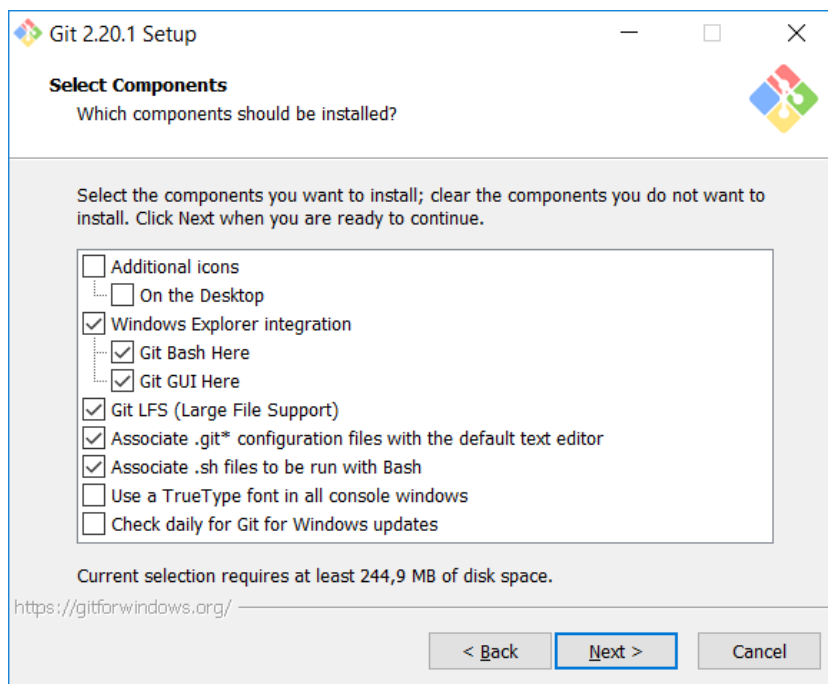 Git 2.20.1 Setup
Select Components
Which components should be installed?
Select the components you want to install; clear the components you do not want to
install. Click Next when you are ready to continue.
Additional icons
On the Desktop
Windows Explorer integration
Git Bash Here
Git GUI Here
Git LFS (Large File Support)
Associate .git* configuration files with the default text editor
Associate .sh files to be run with Bash
Use a TrueType font in all console windows
Check daily for Git for Windows updates
Current selection requires at least 244,9 MB of disk space.
https://gitforwindows.org/
< Back
Next >
Cancel